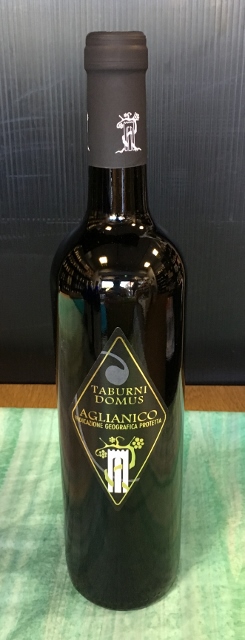 TABURNI
DOMUS
AGLIANICO
INDICAZIONE GEOGRAFICA PROTETTA